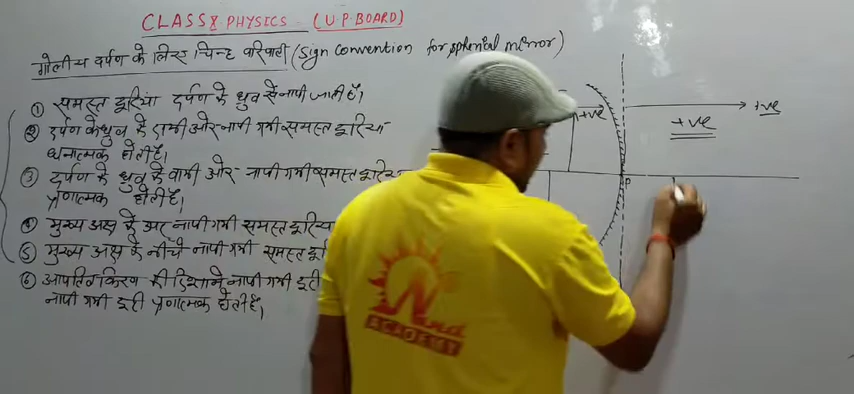 CLASS 8 PHYSICS - (U.P.BOARD)
गोलीय दर्पण के लिए चिन्ह परिपाटी (Sign convention for spherical mirror)
① समस्त दूरियां दर्पण के ध्रुव से नापी जाती हैं।
② दर्पण के ध्रुव से दायी ओर नापी गयी समस्त दूरियां
धनात्मक होती है।
③ दर्पण के ध्रुव से बायी ओर नापी गयी समस्त दूरियां
ऋणात्मक होती है।
④ मुख्य अक्ष के ऊपर नापी गयी समस्त दूरियां
⑤ मुख्य अक्ष के नीचे नापी गयी समस्त दूरि
⑥ आपतित किरण की दिशा में नापी गयी दूरी
नापी गयी दूरी ऋणात्मक होती है।
+ve
+ve
+ve
P
ACADEMY